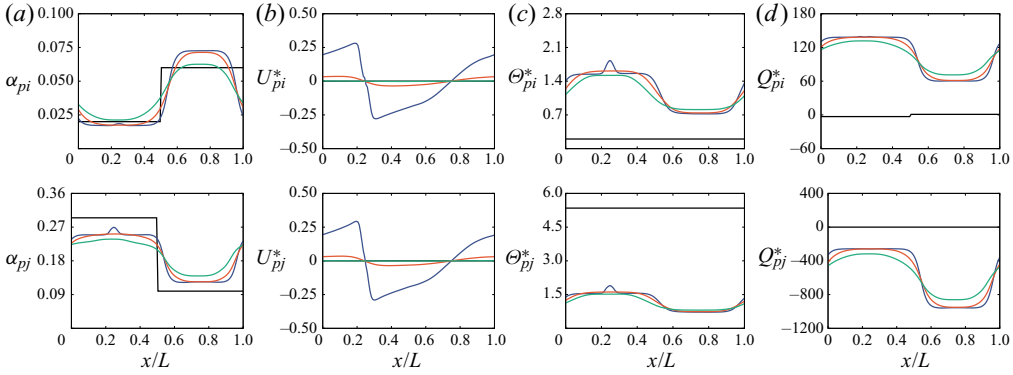 (a) (b) (c) (d)
0.100 0.50 2.8 180
0.075 0.25 2.1 120
α_pi 0.050 U*_pi 0 Θ*_pi 1.4 Q*_pi 60
0.025 −0.25 0.7 0
0 0.2 0.4 0.6 0.8 1.0 −0.50 0 0.2 0.4 0.6 0.8 1.0 0 0.2 0.4 0.6 0.8 1.0 −60 0 0.2 0.4 0.6 0.8 1.0
0.36 0.50 6.0 400
0.27 0.25 4.5 0
α_pj 0.18 U*_pj 0 Θ*_pj 3.0 Q*_pj −400
0.09 −0.25 1.5 −800
0 0.2 0.4 0.6 0.8 1.0 −0.50 0 0.2 0.4 0.6 0.8 1.0 0 0.2 0.4 0.6 0.8 1.0 −1200 0 0.2 0.4 0.6 0.8 1.0
x/L x/L x/L x/L